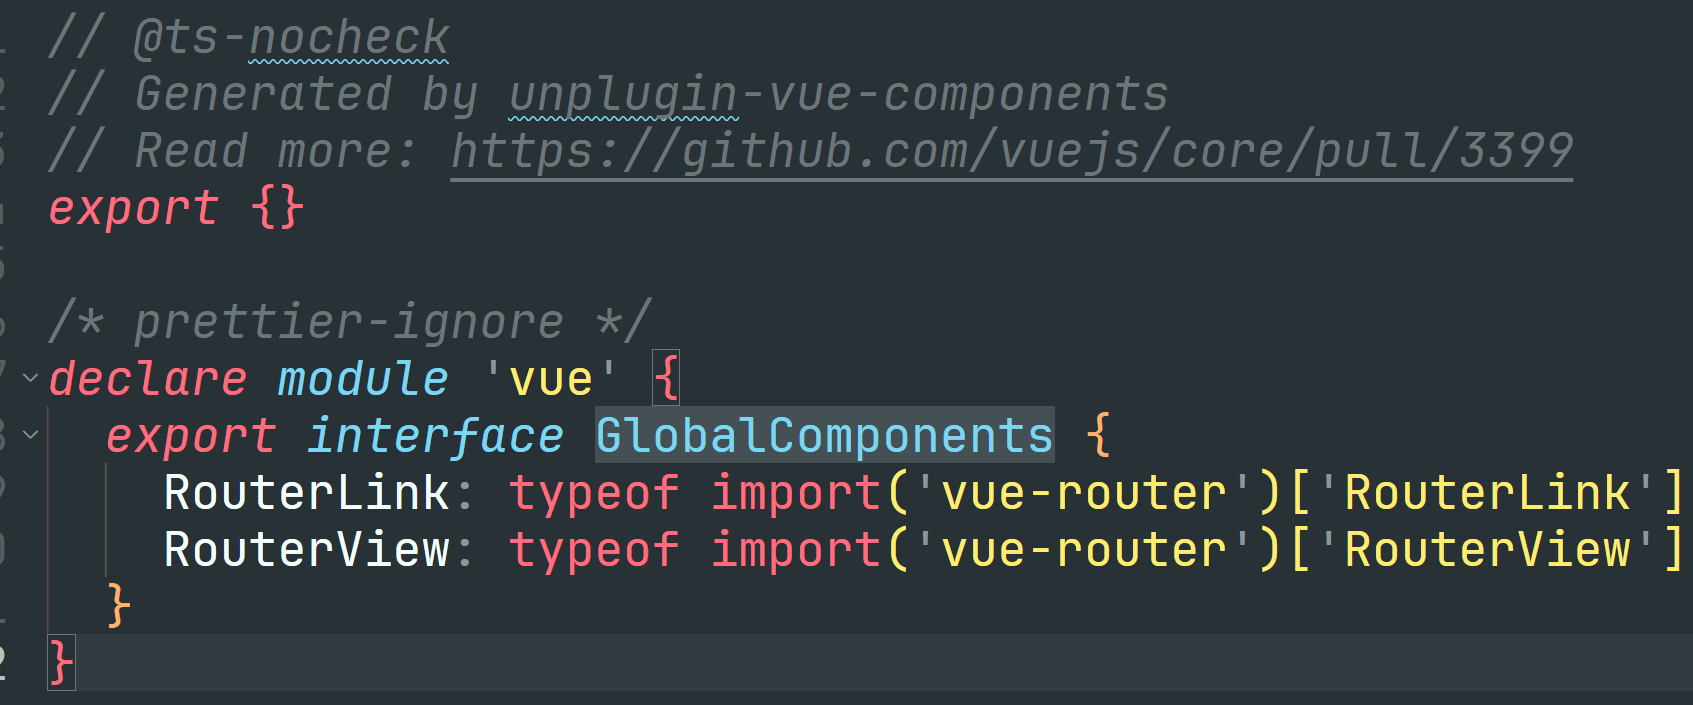 // @ts-nocheck
// Generated by unplugin-vue-components
// Read more: https://github.com/vuejs/core/pull/3399
export {}

/* prettier-ignore */
declare module 'vue' {
  export interface GlobalComponents {
    RouterLink: typeof import('vue-router')['RouterLink']
    RouterView: typeof import('vue-router')['RouterView']
  }
}